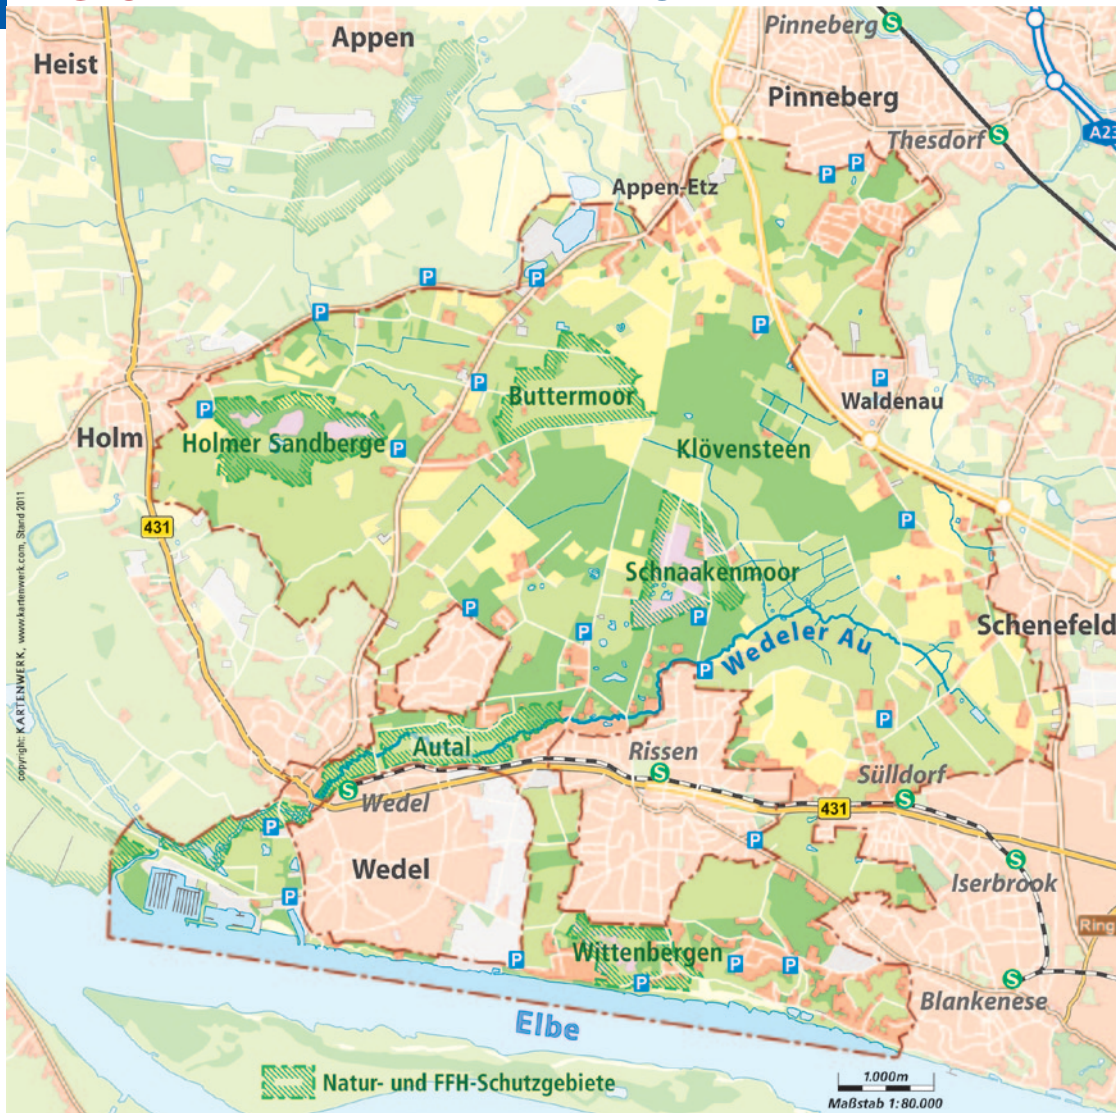 Pinneberg
S
Appen
Heist
Pinneberg
Thesdorf
S
A23
P
P
Appen-Etz
P
P
P
P
Buttermoor
P
P
Waldenau
P
Holm
Holmer Sandberge
P
Klövensteen
431
P
Schnaakenmoor
P
P
P
Schenefeld
Wedeler Au
P
P
Autal
Rissen
S
Sülldorf
S
S
Wedel
431
P
P
Wedel
S
Iserbrook
P
Ring
Wittenbergen
P
P
P
P
S
Blankenese
Elbe
Natur- und FFH-Schutzgebiete
1.000m
Maßstab 1:80.000
copyright: KARTENWERK, www.kartenwerk.com, Stand 2011